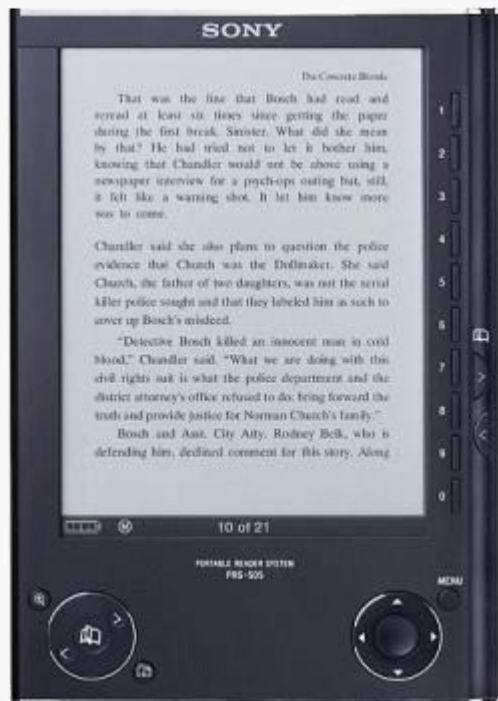 SONY
The Concrete Blonde
That was the line that Bosch had read and
reread at least six times since getting the paper
during the first break. Sinister. What did she mean
by that? He had tried not to let it bother him,
knowing that Chandler would not be above using a
newspaper interview for a psych-ops outing but, still,
it felt like a warning shot. It let him know more
was to come.
Chandler said she also plans to question the police
evidence that Church was the Dollmaker. She said
Church, the father of two daughters, was not the serial
killer police sought and that they labeled him as such to
cover up Bosch's misdeed.
"Detective Bosch killed an innocent man in cold
blood," Chandler said. "What we are doing with this
civil rights suit is what the police department and the
district attorney's office refused to do: bring forward the
truth and provide justice for Norman Church's family."
Bosch and Asst. City Atty. Rodney Belk, who is
defending him, declined comment for this story. Along
1
2
3
4
5
6
7
8
9
0
M
10 of 21
PORTABLE READER SYSTEM
PRS-505
MENU